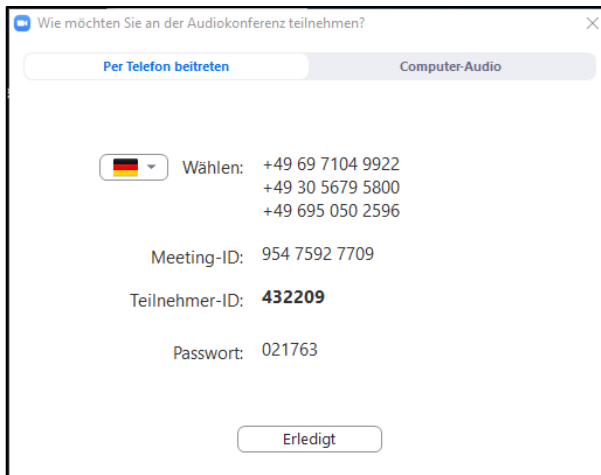 Wie möchten Sie an der Audiokonferenz teilnehmen?
Per Telefon beitreten Computer-Audio
Wählen: +49 69 7104 9922
+49 30 5679 5800
+49 695 050 2596
Meeting-ID: 954 7592 7709
Teilnehmer-ID: 432209
Passwort: 021763
Erledigt